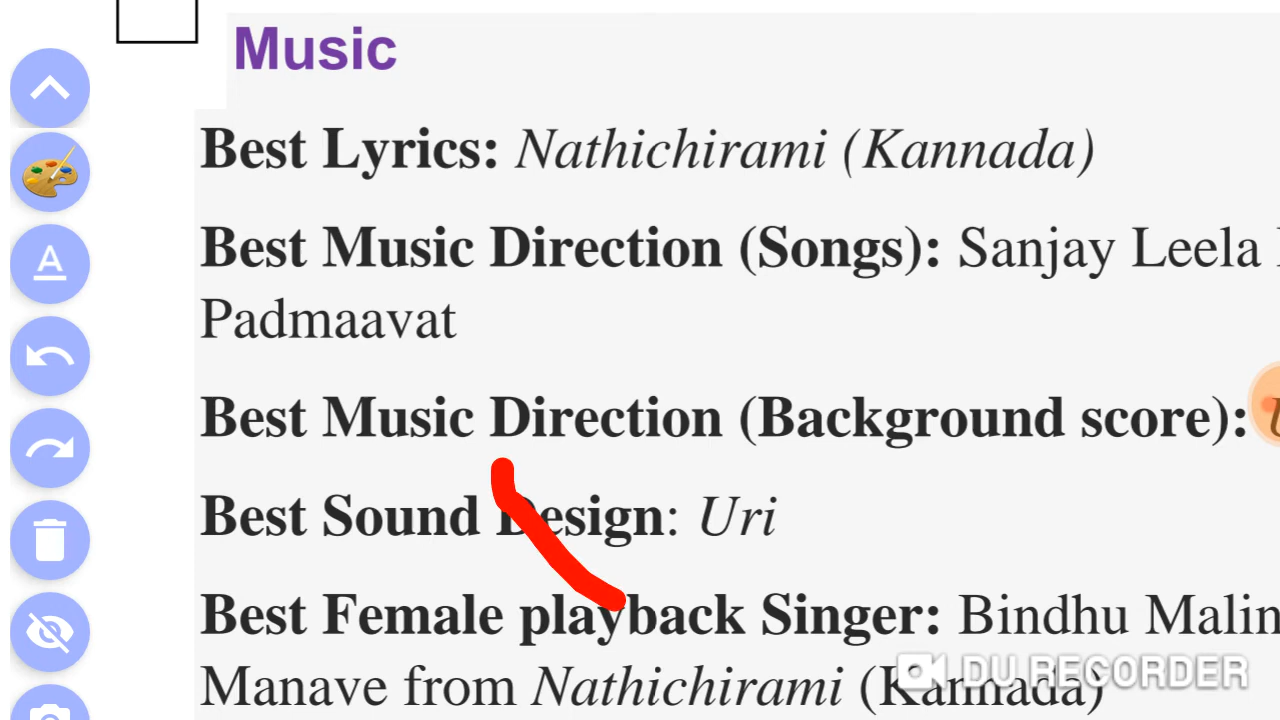 Music
Best Lyrics: Nathichirami (Kannada)
Best Music Direction (Songs): Sanjay Leela
Padmaavat
Best Music Direction (Background score):
Best Sound Design: Uri
Best Female playback Singer: Bindhu Malin
Manave from Nathichirami (Kannada)
DU RECORDER